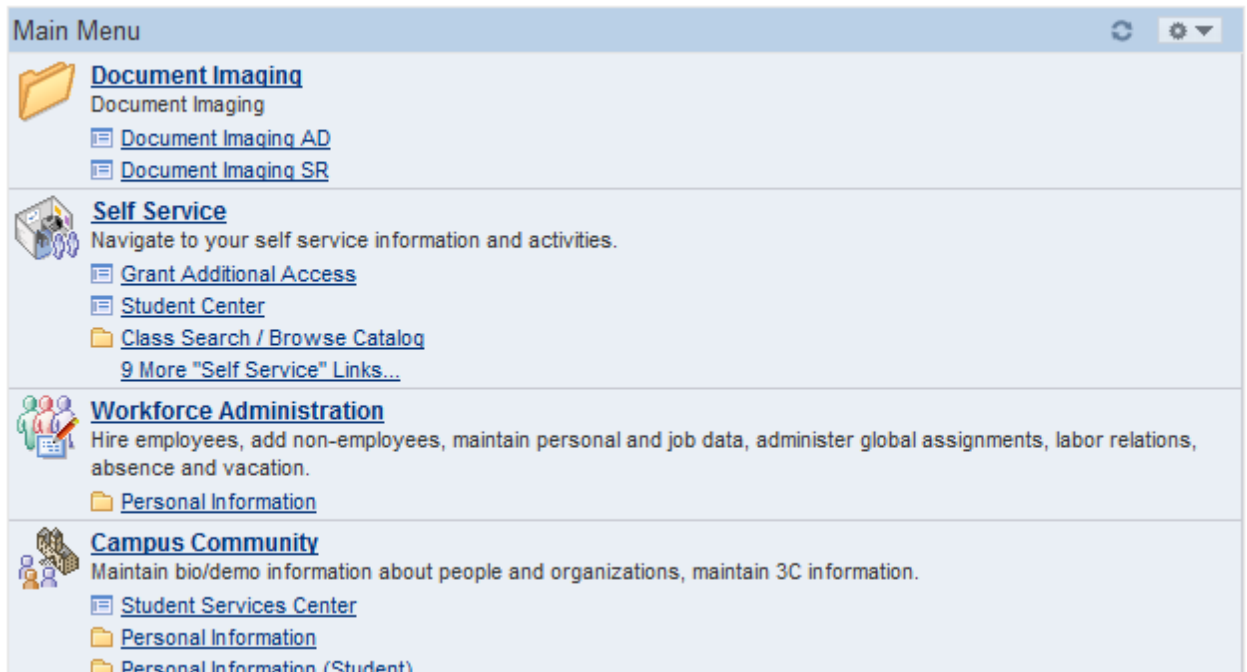 Main Menu
Document Imaging
Document Imaging
Document Imaging AD
Document Imaging SR
Self Service
Navigate to your self service information and activities.
Grant Additional Access
Student Center
Class Search / Browse Catalog
9 More "Self Service" Links...
Workforce Administration
Hire employees, add non-employees, maintain personal and job data, administer global assignments, labor relations,
absence and vacation.
Personal Information
Campus Community
Maintain bio/demo information about people and organizations, maintain 3C information.
Student Services Center
Personal Information
Personal Information (Student)